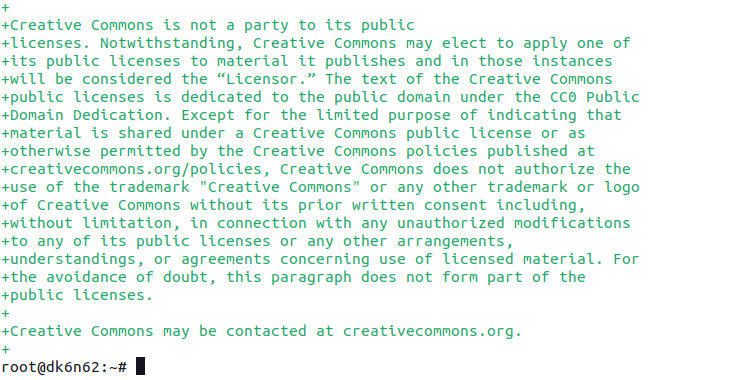 +
+Creative Commons is not a party to its public
+licenses. Notwithstanding, Creative Commons may elect to apply one of
+its public licenses to material it publishes and in those instances
+will be considered the “Licensor.” The text of the Creative Commons
+public licenses is dedicated to the public domain under the CC0 Public
+Domain Dedication. Except for the limited purpose of indicating that
+material is shared under a Creative Commons public license or as
+otherwise permitted by the Creative Commons policies published at
+creativecommons.org/policies, Creative Commons does not authorize the
+use of the trademark "Creative Commons" or any other trademark or logo
+of Creative Commons without its prior written consent including,
+without limitation, in connection with any unauthorized modifications
+to any of its public licenses or any other arrangements,
+understandings, or agreements concerning use of licensed material. For
+the avoidance of doubt, this paragraph does not form part of the
+public licenses.
+
+Creative Commons may be contacted at creativecommons.org.
+
root@dk6n62:~#